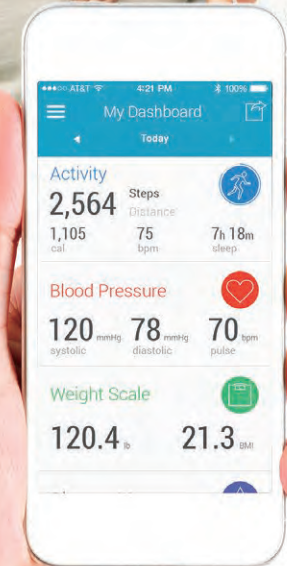 AT&T 4:21 PM 100%
My Dashboard
Today
Activity
2,564 Steps
Distance
1,105 75 7h 18m
cal bpm sleep
Blood Pressure
120 mmHg 78 mmHg 70 bpm
systolic diastolic pulse
Weight Scale
120.4 lb 21.3 BMI